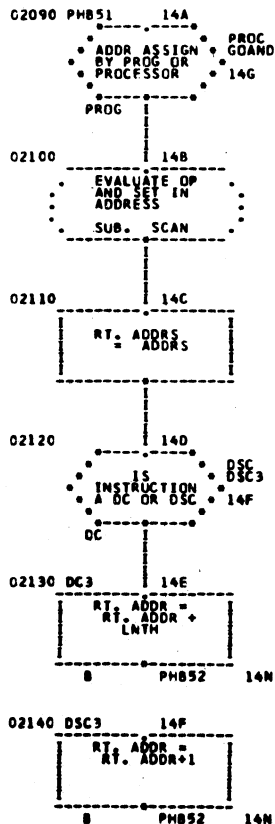 02090 PHB51 14A
ADDR ASSIGN
BY PROG OR
PROCESSOR
PROC
GOAND
14G
PROG
02100 14B
EVALUATE OP
AND SET IN
ADDRESS
SUB. SCAN
02110 14C
RT. ADDRS
= ADDRS
02120 14D
IS
INSTRUCTION
A DC OR DSC
DSC
DSC3
14F
DC
02130 DC3 14E
RT. ADDR =
RT. ADDR +
LNTH
B PHB52 14N
02140 DSC3 14F
RT. ADDR =
RT. ADDR+1
B PHB52 14N